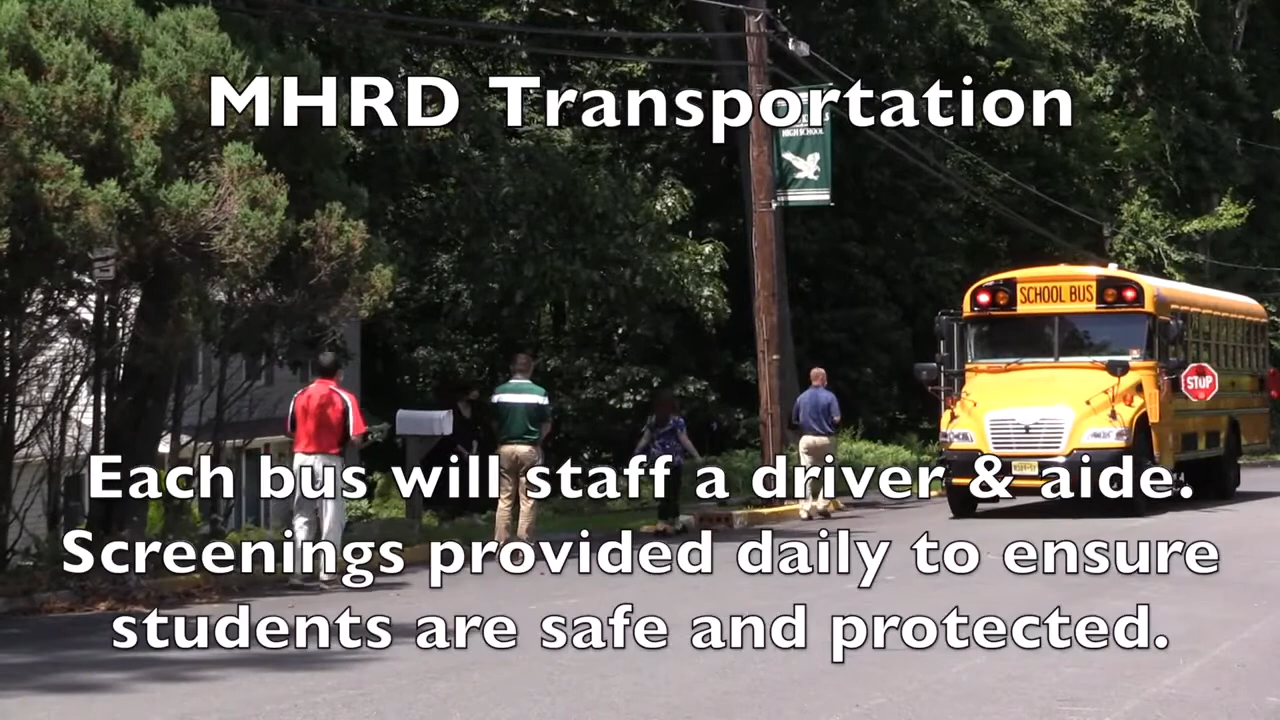 MHRD Transportation
HIGH SCHOOL
SCHOOL BUS
STOP
Each bus will staff a driver & aide.
Screenings provided daily to ensure
students are safe and protected.